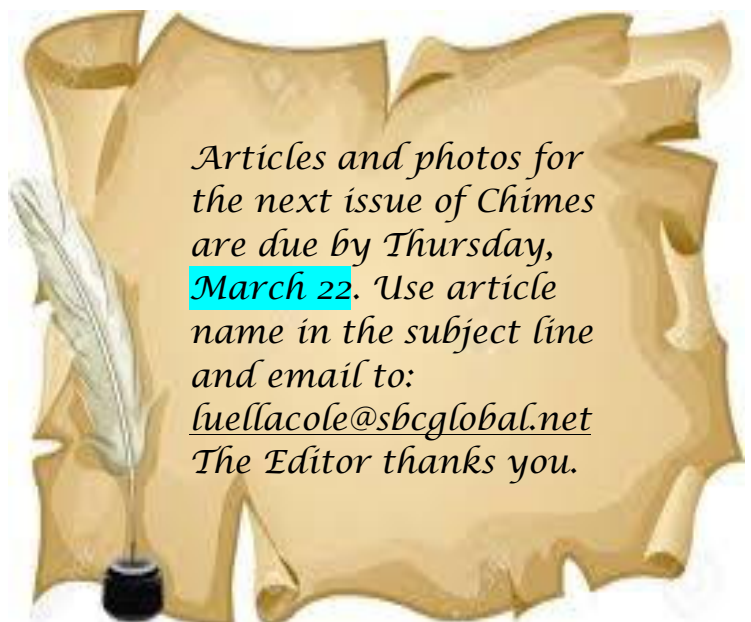 Articles and photos for
the next issue of Chimes
are due by Thursday,
March 22. Use article
name in the subject line
and email to:
luellacole@sbcglobal.net
The Editor thanks you.